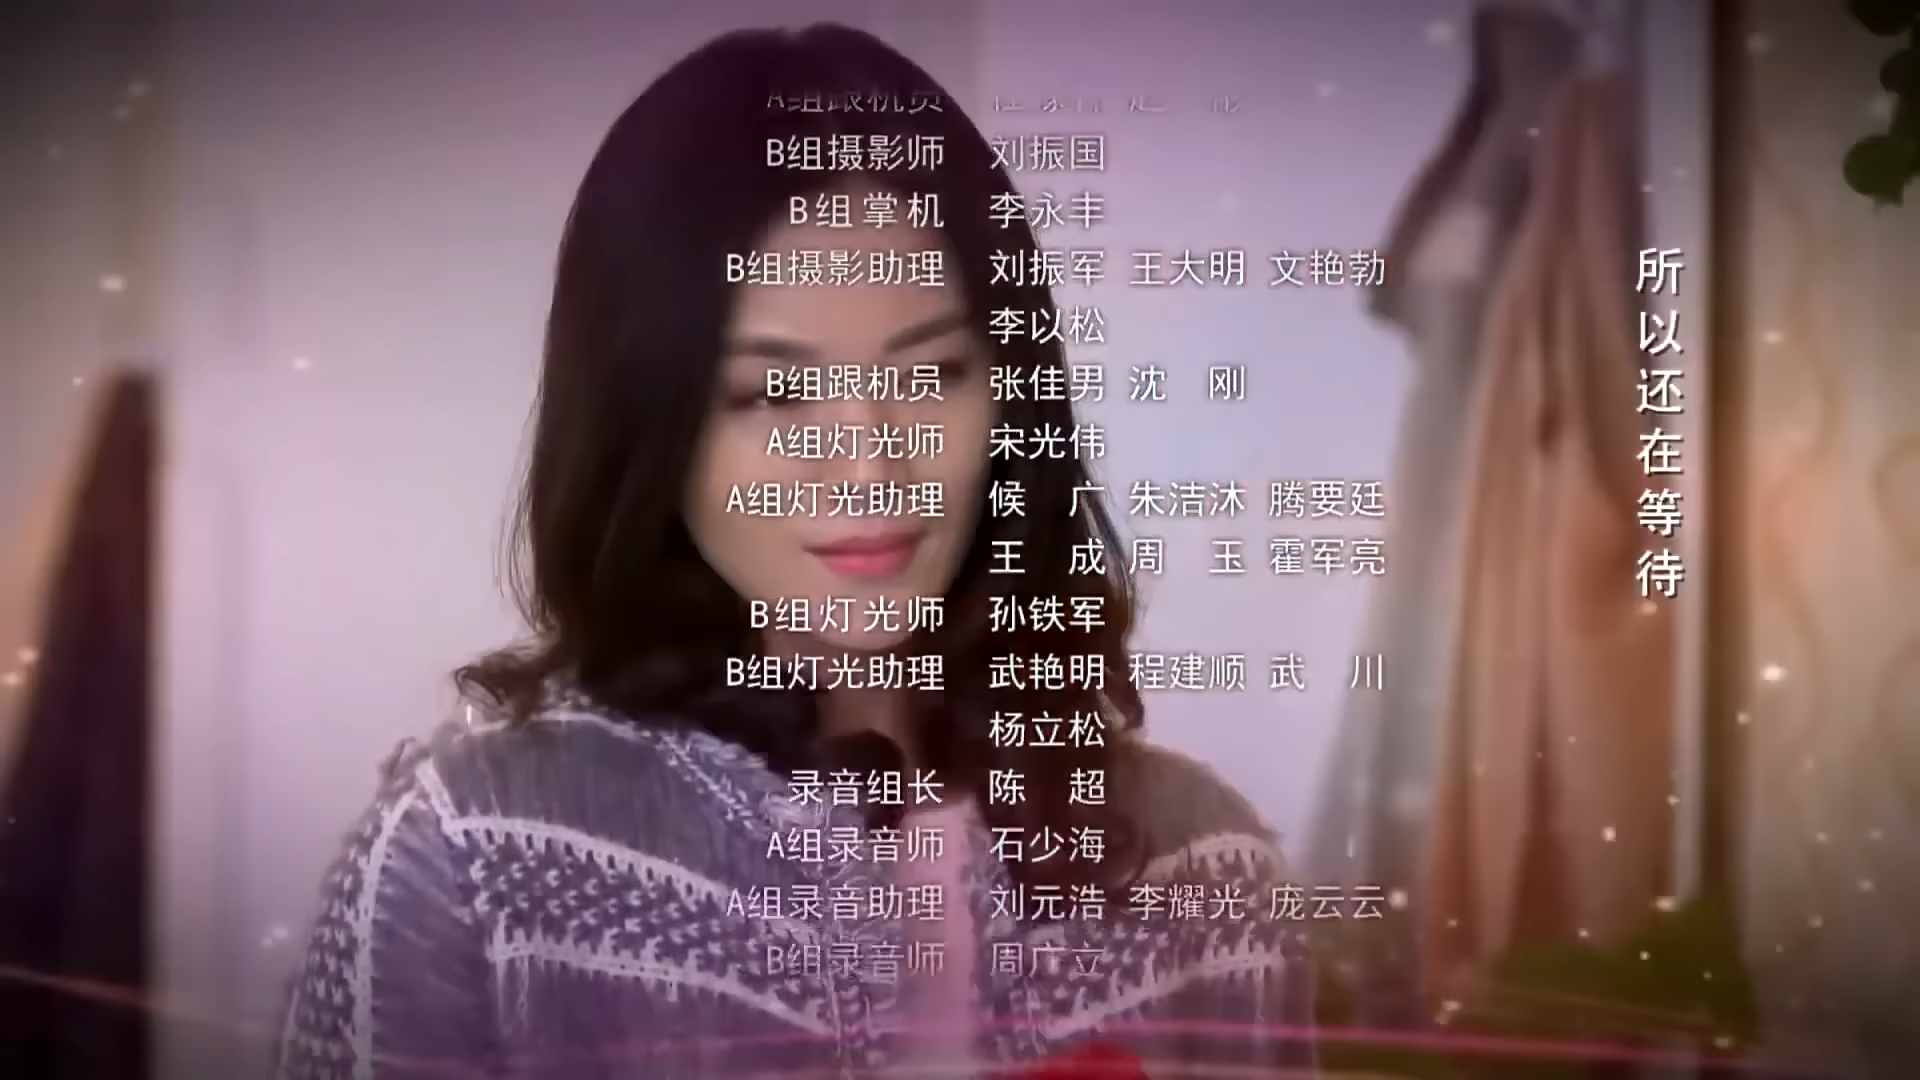 A组跟机员
B组摄影师 刘振国
B组掌机 李永丰
B组摄影助理 刘振军 王大明 文艳勃
李以松
B组跟机员 张佳男 沈 刚
A组灯光师 宋光伟
A组灯光助理 候 广 朱洁沐 腾要廷
王 成 周 玉 霍军亮
B组灯光师 孙铁军
B组灯光助理 武艳明 程建顺 武 川
杨立松
录音组长 陈 超
A组录音师 石少海
A组录音助理 刘元浩 李耀光 庞云云
B组录音师 周广立
所以还在等待